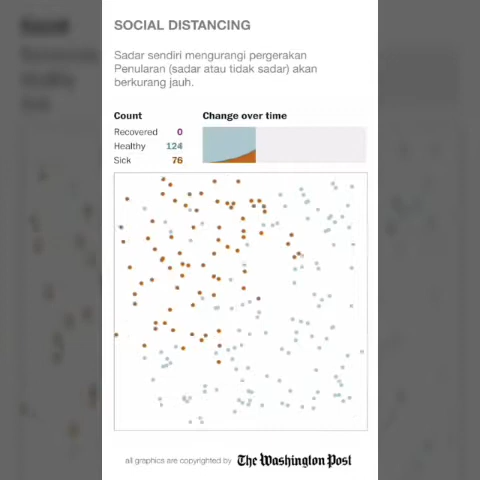 SOCIAL DISTANCING
Sadar sendiri mengurangi pergerakan
Penularan (sadar atau tidak sadar) akan
berkurang jauh.
Count
Change over time
Recovered 0
Healthy 124
Sick 76
all graphics are copyrighted by The Washington Post